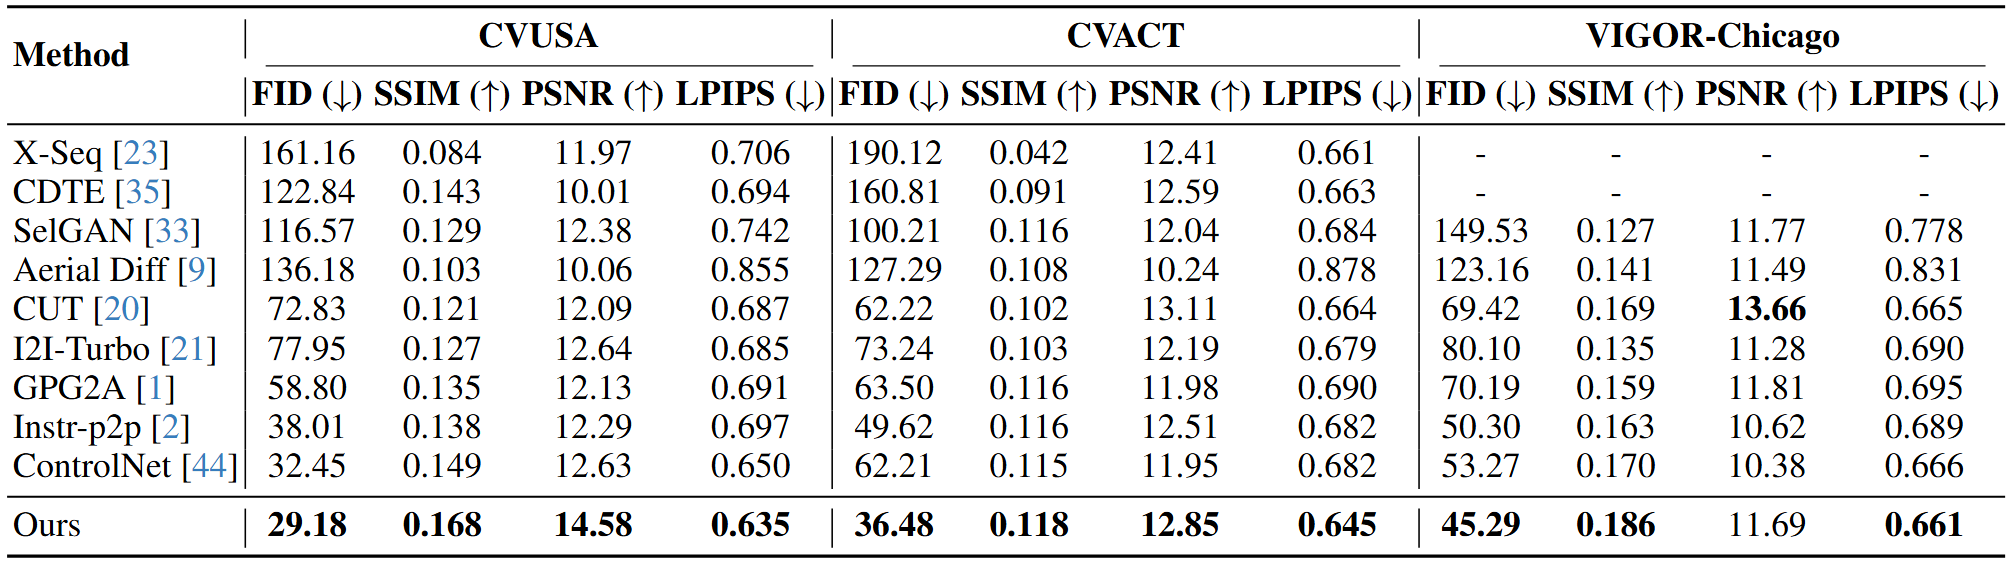 Method CVUSA CVACT VIGOR-Chicago
FID (↓) SSIM (↑) PSNR (↑) LPIPS (↓) FID (↓) SSIM (↑) PSNR (↑) LPIPS (↓) FID (↓) SSIM (↑) PSNR (↑) LPIPS (↓)
X-Seq [23] 161.16 0.084 11.97 0.706 190.12 0.042 12.41 0.661 - - - -
CDTE [35] 122.84 0.143 10.01 0.694 160.81 0.091 12.59 0.663 - - - -
SelGAN [33] 116.57 0.129 12.38 0.742 100.21 0.116 12.04 0.684 149.53 0.127 11.77 0.778
Aerial Diff [9] 136.18 0.103 10.06 0.855 127.29 0.108 10.24 0.878 123.16 0.141 11.49 0.831
CUT [20] 72.83 0.121 12.09 0.687 62.22 0.102 13.11 0.664 69.42 0.169 13.66 0.665
I2I-Turbo [21] 77.95 0.127 12.64 0.685 73.24 0.103 12.19 0.679 80.10 0.135 11.28 0.690
GPG2A [1] 58.80 0.135 12.13 0.691 63.50 0.116 11.98 0.690 70.19 0.159 11.81 0.695
Instr-p2p [2] 38.01 0.138 12.29 0.697 49.62 0.116 12.51 0.682 50.30 0.163 10.62 0.689
ControlNet [44] 32.45 0.149 12.63 0.650 62.21 0.115 11.95 0.682 53.27 0.170 10.38 0.666
Ours 29.18 0.168 14.58 0.635 36.48 0.118 12.85 0.645 45.29 0.186 11.69 0.661